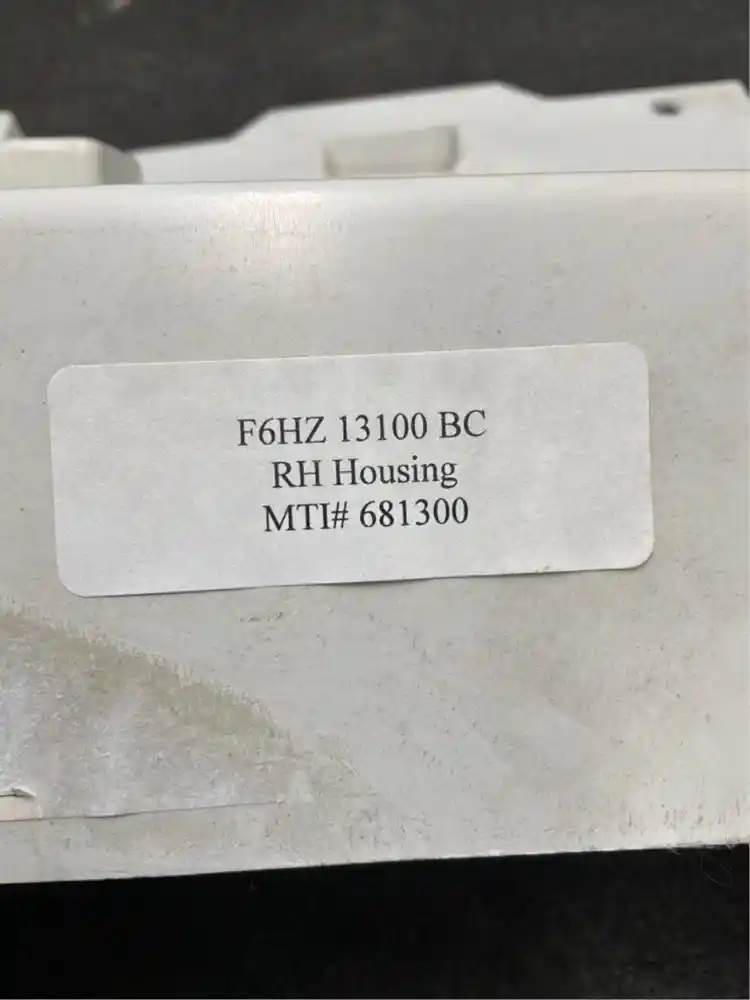 F6HZ 13100 BC
RH Housing
MTI# 681300